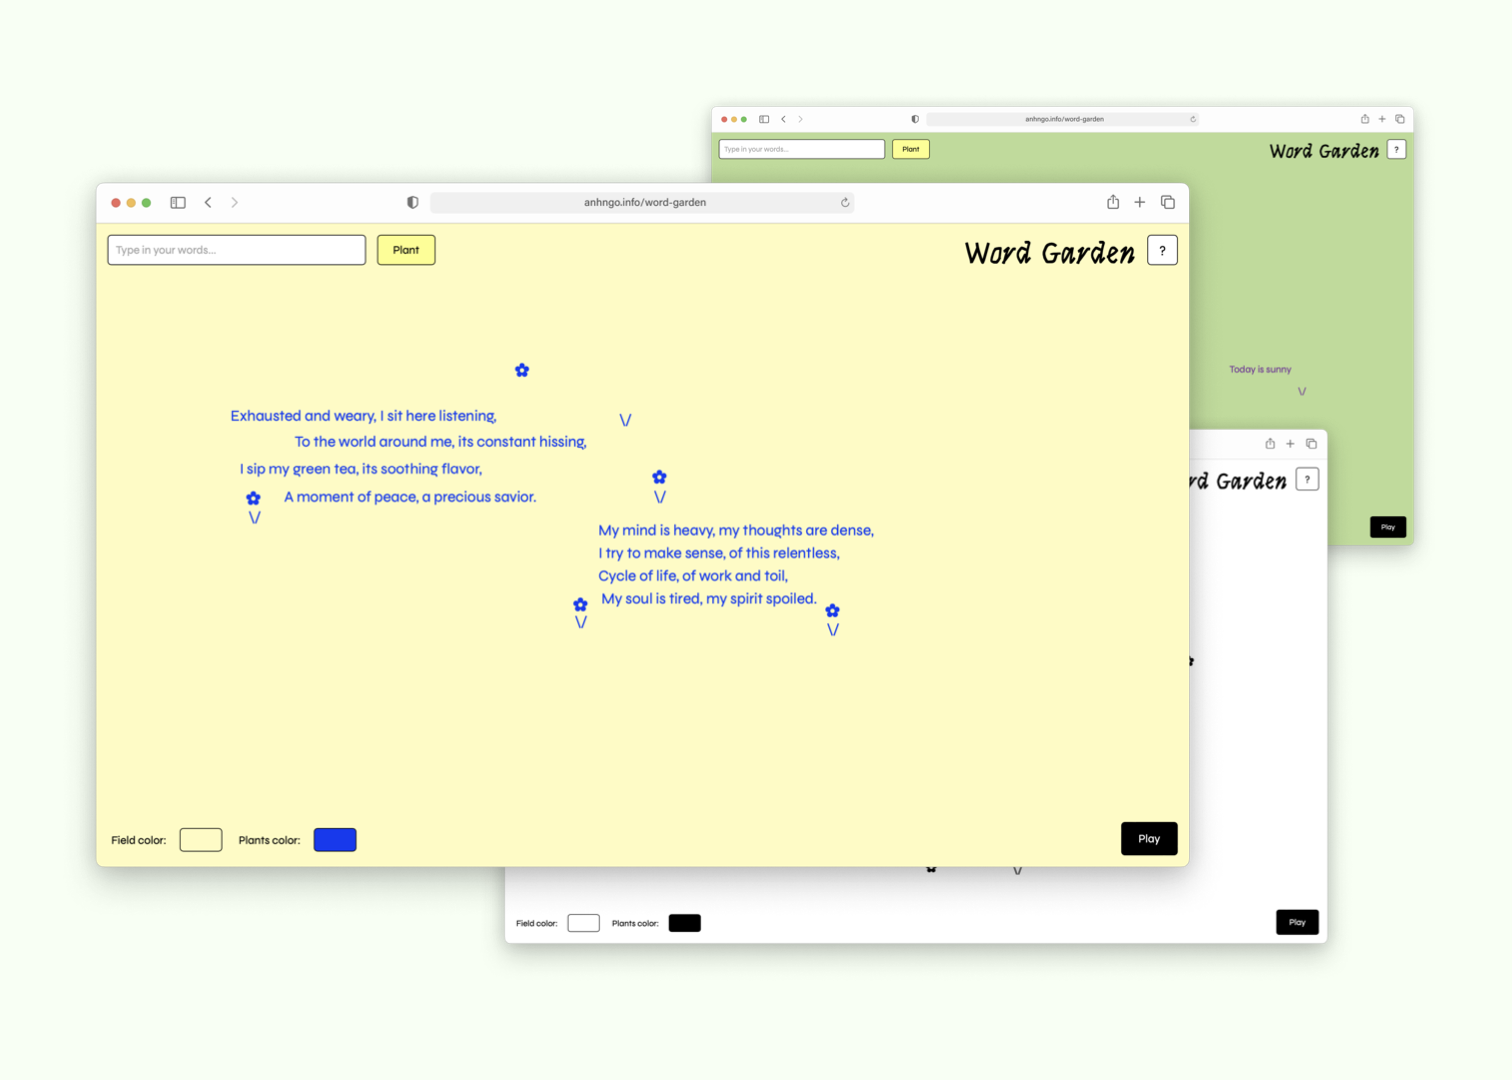 anhngo.info/word-garden
Type in your words...
Plant
Word Garden
?
Today is sunny
Play
anhngo.info/word-garden
Type in your words...
Plant
Word Garden
?
Exhausted and weary, I sit here listening,
To the world around me, its constant hissing,
I sip my green tea, its soothing flavor,
A moment of peace, a precious savior.
\/
\/
\/
My mind is heavy, my thoughts are dense,
I try to make sense, of this relentless,
Cycle of life, of work and toil,
My soul is tired, my spirit spoiled.
\/
\/
Field color:
Plants color:
Play
rd Garden
?
Field color:
Plants color:
Play